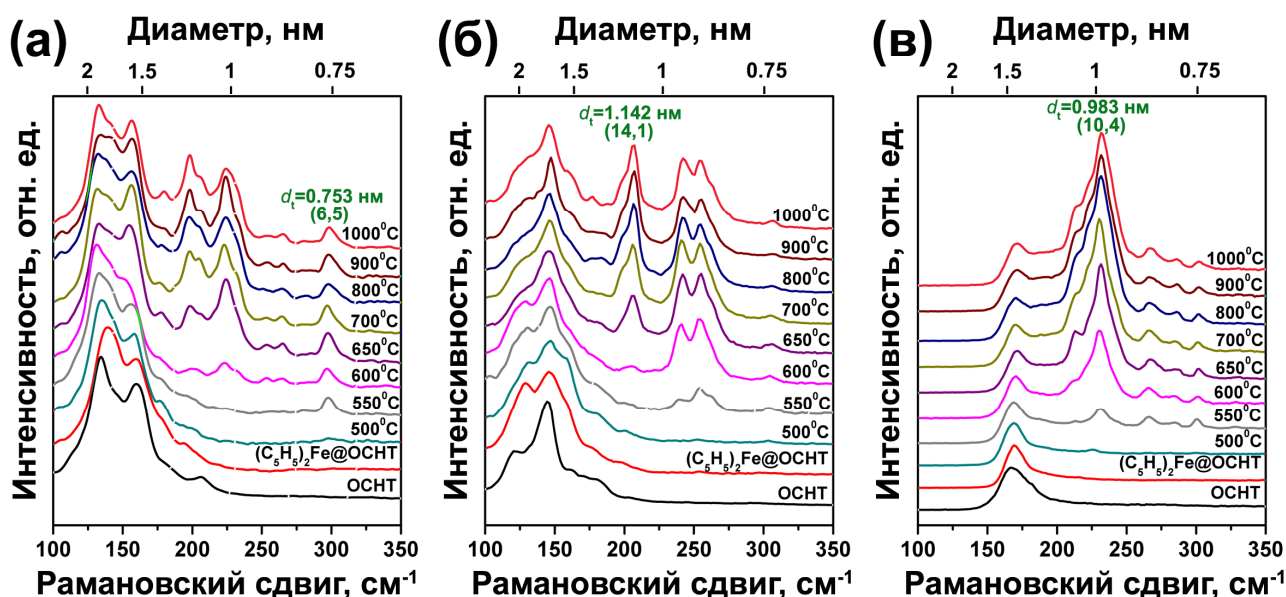 (а)
Диаметр, нм
2 1.5 1 0.75
Интенсивность, отн. ед.
d_t=0.753 нм
(6,5)
1000⁰C
900⁰C
800⁰C
700⁰C
650⁰C
600⁰C
550⁰C
500⁰C
(C₅H₅)₂Fe@ОСНТ
ОСНТ
100 150 200 250 300 350
Рамановский сдвиг, см⁻¹
(б)
Диаметр, нм
2 1.5 1 0.75
Интенсивность, отн. ед.
d_t=1.142 нм
(14,1)
1000⁰C
900⁰C
800⁰C
700⁰C
650⁰C
600⁰C
550⁰C
500⁰C
(C₅H₅)₂Fe@ОСНТ
ОСНТ
100 150 200 250 300 350
Рамановский сдвиг, см⁻¹
(в)
Диаметр, нм
2 1.5 1 0.75
Интенсивность, отн. ед.
d_t=0.983 нм
(10,4)
1000⁰C
900⁰C
800⁰C
700⁰C
650⁰C
600⁰C
550⁰C
500⁰C
(C₅H₅)₂Fe@ОСНТ
ОСНТ
100 150 200 250 300 350
Рамановский сдвиг, см⁻¹